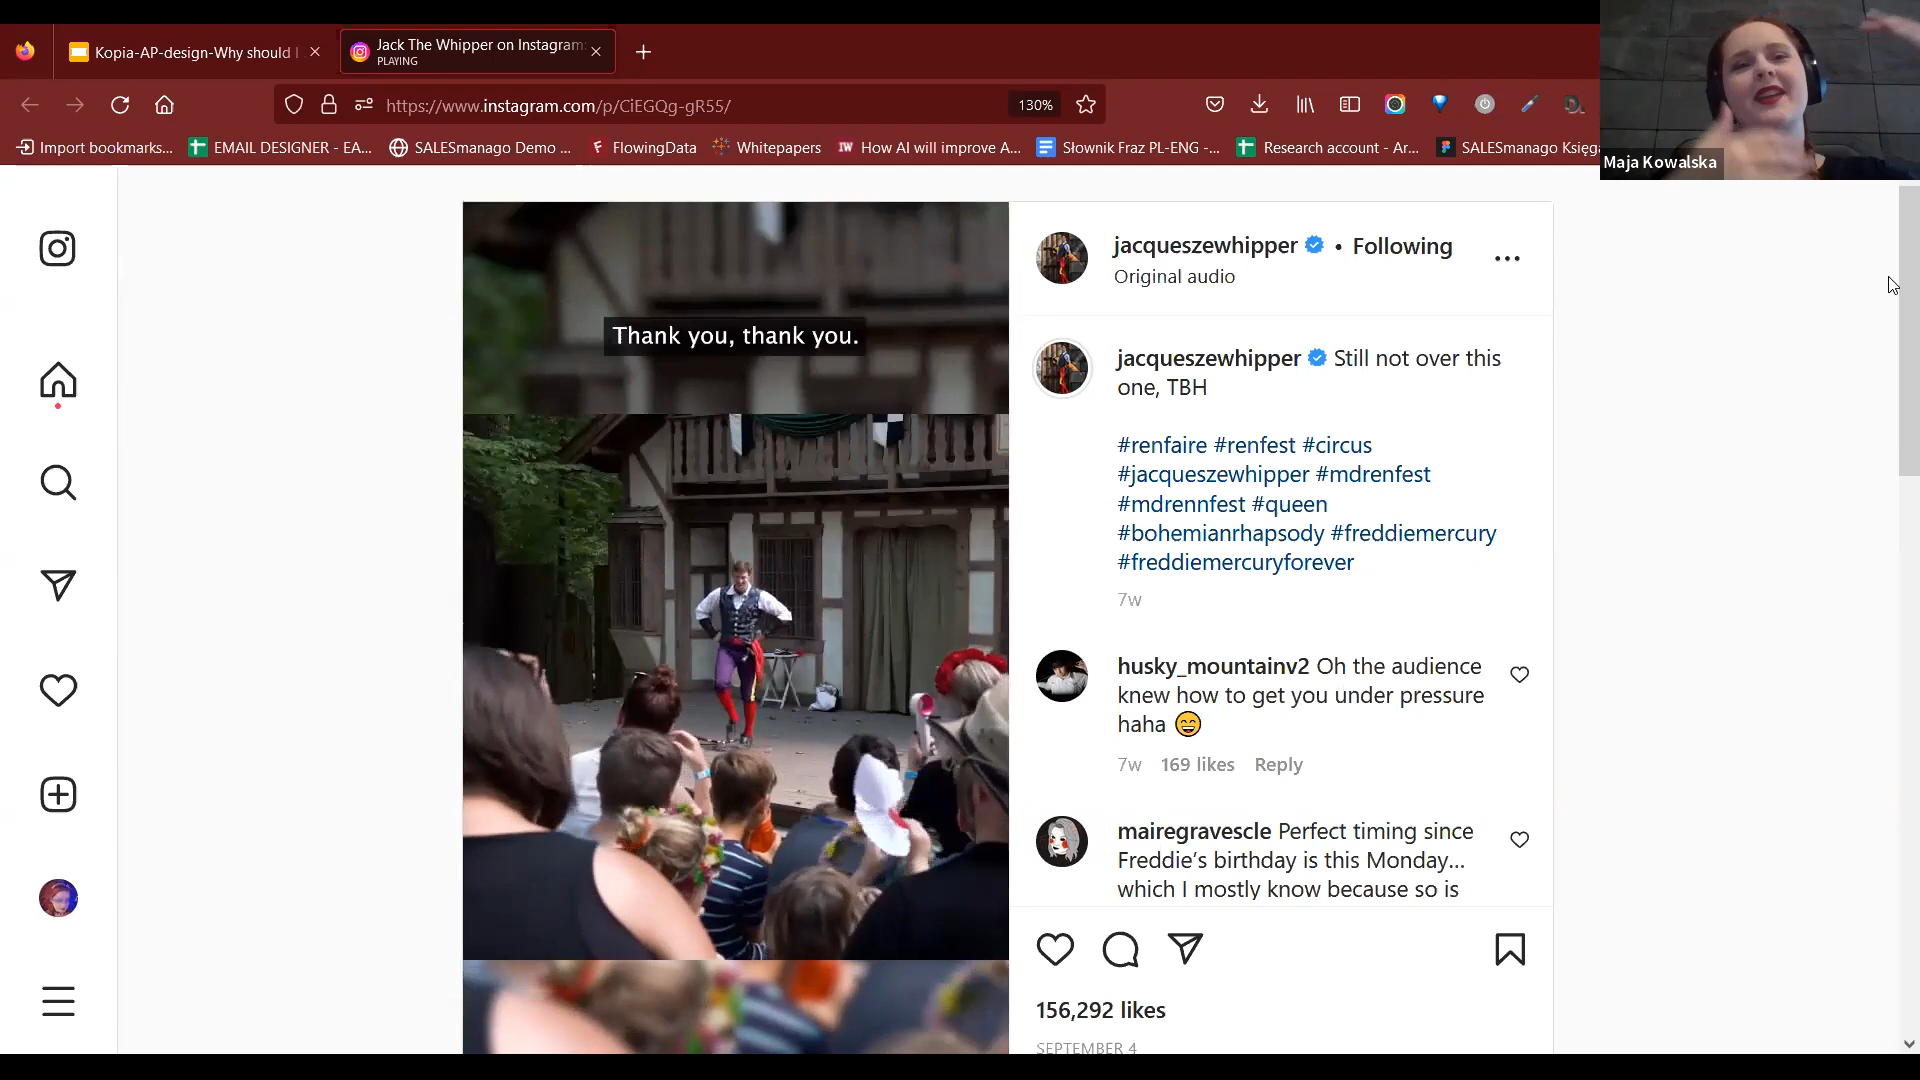 Kopia-AP-design-Why should I
Jack The Whipper on Instagram:
PLAYING
https://www.instagram.com/p/CiEGQg-gR55/
130%
Import bookmarks...
EMAIL DESIGNER - EA...
SALESmanago Demo ...
FlowingData
Whitepapers
IW
How AI will improve A...
Słownik Fraz PL-ENG -...
Research account - Ar...
SALESmanago Księga
Maja Kowalska
Thank you, thank you.
jacqueszewhipper • Following
Original audio
jacqueszewhipper Still not over this
one, TBH
#renfaire #renfest #circus
#jacqueszewhipper #mdrenfest
#mdrennfest #queen
#bohemianrhapsody #freddiemercury
#freddiemercuryforever
7w
husky_mountainv2 Oh the audience
knew how to get you under pressure
haha 😄
7w 169 likes Reply
mairegravescle Perfect timing since
Freddie's birthday is this Monday...
which I mostly know because so is
156,292 likes
SEPTEMBER 4